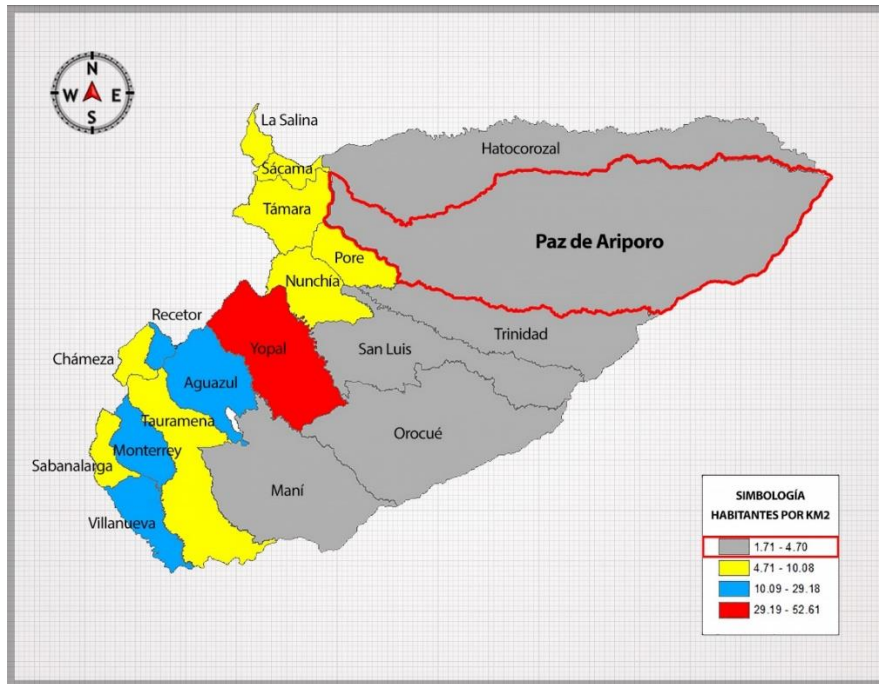 N
W E
S
La Salina
Hatocorozal
Sácama
Támara
Paz de Ariporo
Pore
Nunchía
Recetor
Trinidad
San Luis
Yopal
Chámeza
Aguazul
Tauramena
Orocué
Monterrey
Sabanalarga
Maní
Villanueva
SIMBOLOGÍA
HABITANTES POR KM2
1.71 - 4.70
4.71 - 10.08
10.09 - 29.18
29.19 - 52.61